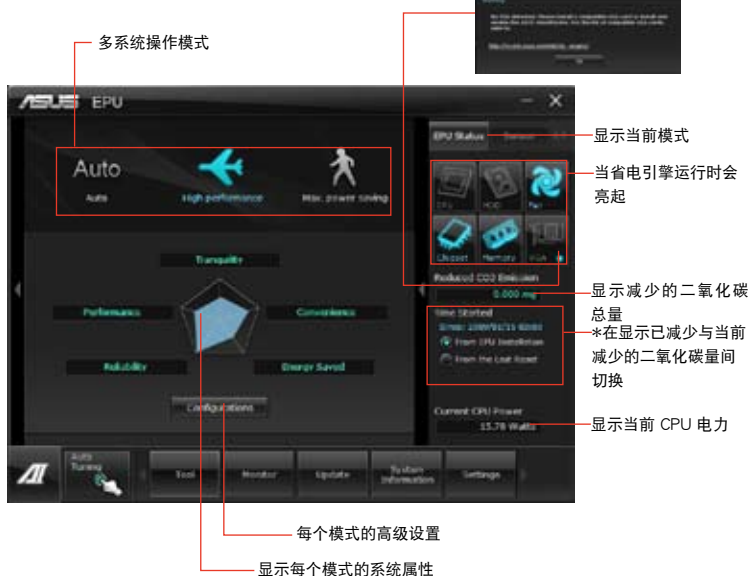 多系统操作模式
ASUS EPU
EPU Status
显示当前模式
Auto
Auto
High performance
Max. power saving
当省电引擎运行时会
亮起
CPU
HDD
Fan
Chipset
Memory
VGA
Tranquility
Performance
Convenience
Reliability
Energy Saved
Configurations
Reduced CO2 Emission
0.000 mg
显示减少的二氧化碳
总量
Time Started
From EPU Installation
From the Last Reset
*在显示已减少与当前
减少的二氧化碳量间
切换
Current CPU Power
15.78 Watts
显示当前 CPU 电力
Auto
Tuning
Tool
Monitor
Update
System
Information
Settings
每个模式的高级设置
显示每个模式的系统属性